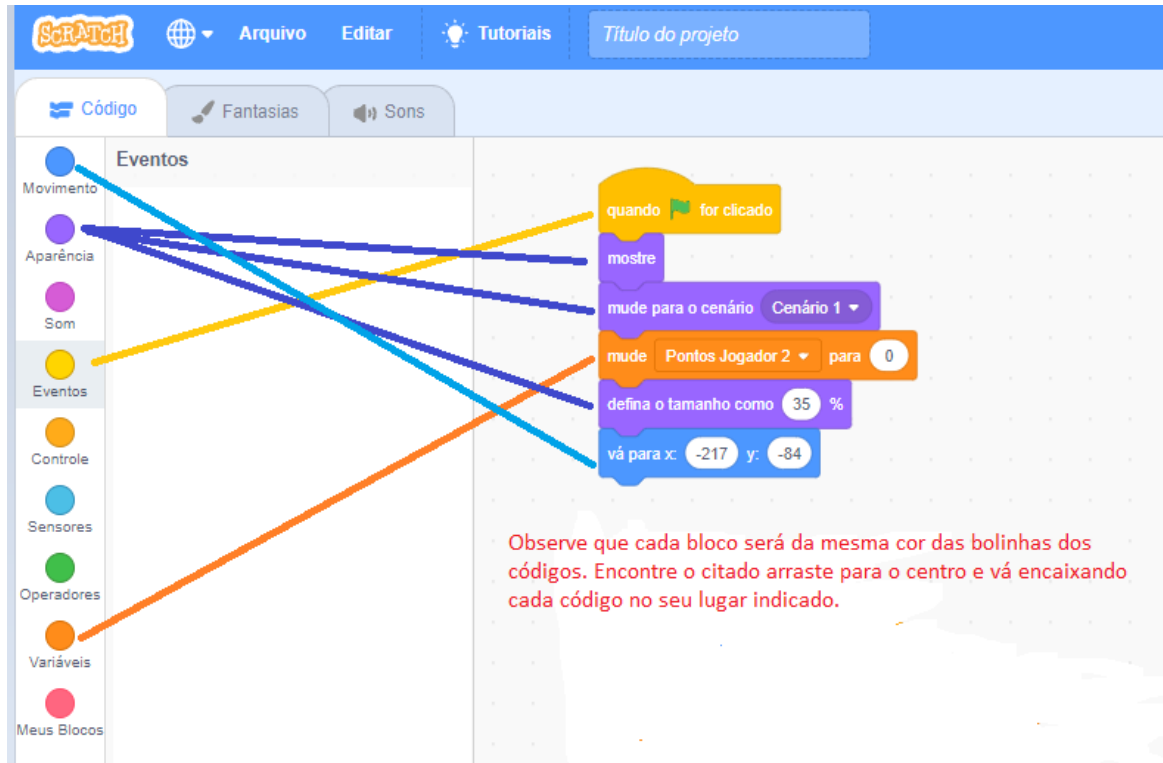 SCRATCH Arquivo Editar Tutoriais Título do projeto
Código Fantasias Sons
Eventos
Movimento
Aparência
Som
Eventos
Controle
Sensores
Operadores
Variáveis
Meus Blocos
quando for clicado
mostre
mude para o cenário Cenário 1
mude Pontos Jogador 2 para 0
defina o tamanho como 35 %
vá para x: -217 y: -84
Observe que cada bloco será da mesma cor das bolinhas dos
códigos. Encontre o citado arraste para o centro e vá encaixando
cada código no seu lugar indicado.